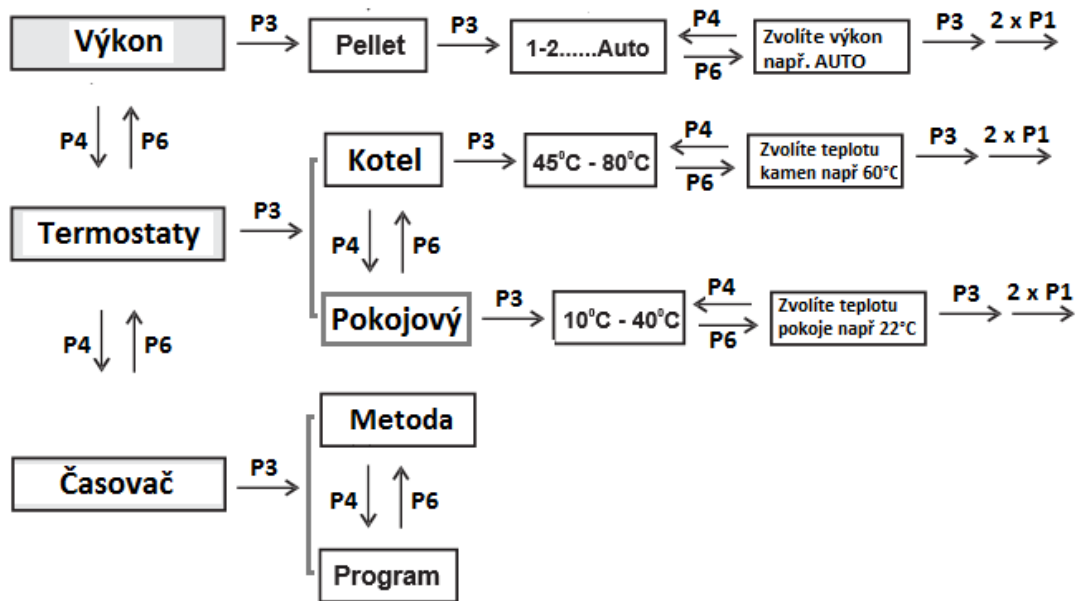 Výkon
P3
Pellet
P3
1-2......Auto
P4
P6
Zvolíte výkon
např. AUTO
P3
2 x P1
P4
P6
Termostaty
P3
Kotel
P3
45°C - 80°C
P4
P6
Zvolíte teplotu
kamen např 60°C
P3
2 x P1
P4
P6
Pokojový
P3
10°C - 40°C
P4
P6
Zvolíte teplotu
pokoje např 22°C
P3
2 x P1
P4
P6
Časovač
P3
Metoda
P4
P6
Program